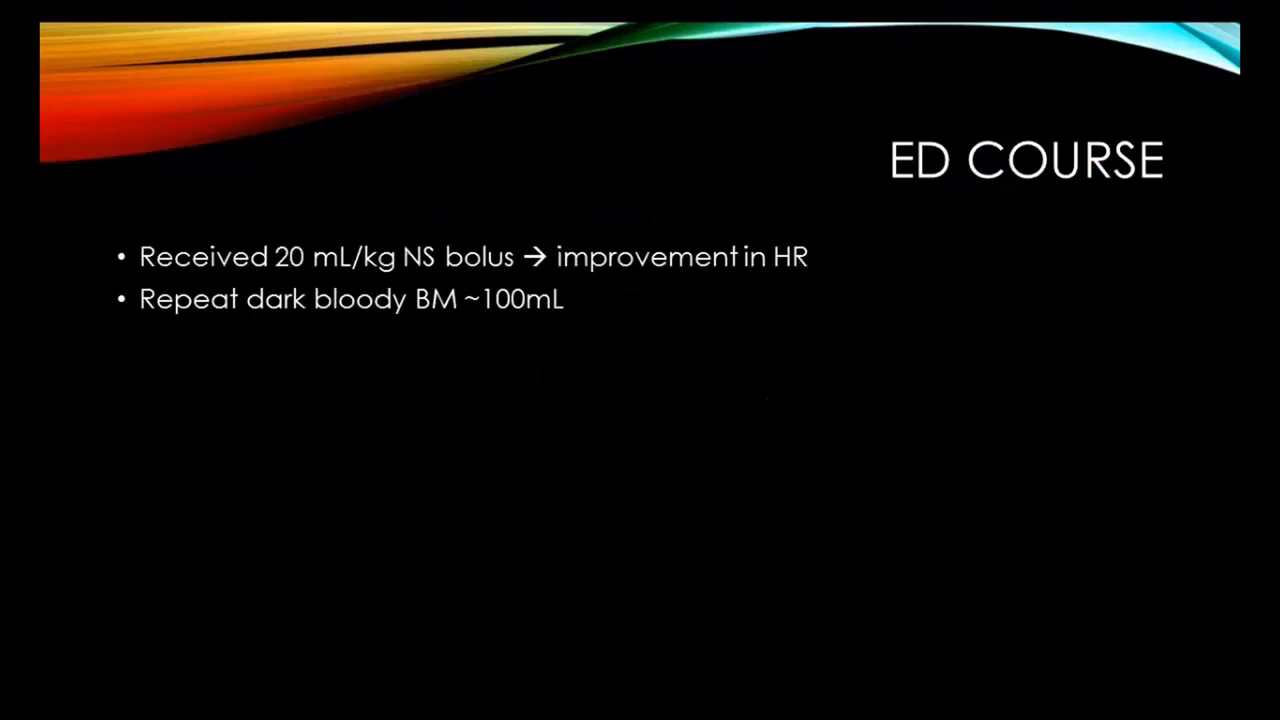 ED COURSE
• Received 20 mL/kg NS bolus → improvement in HR
• Repeat dark bloody BM ~100mL